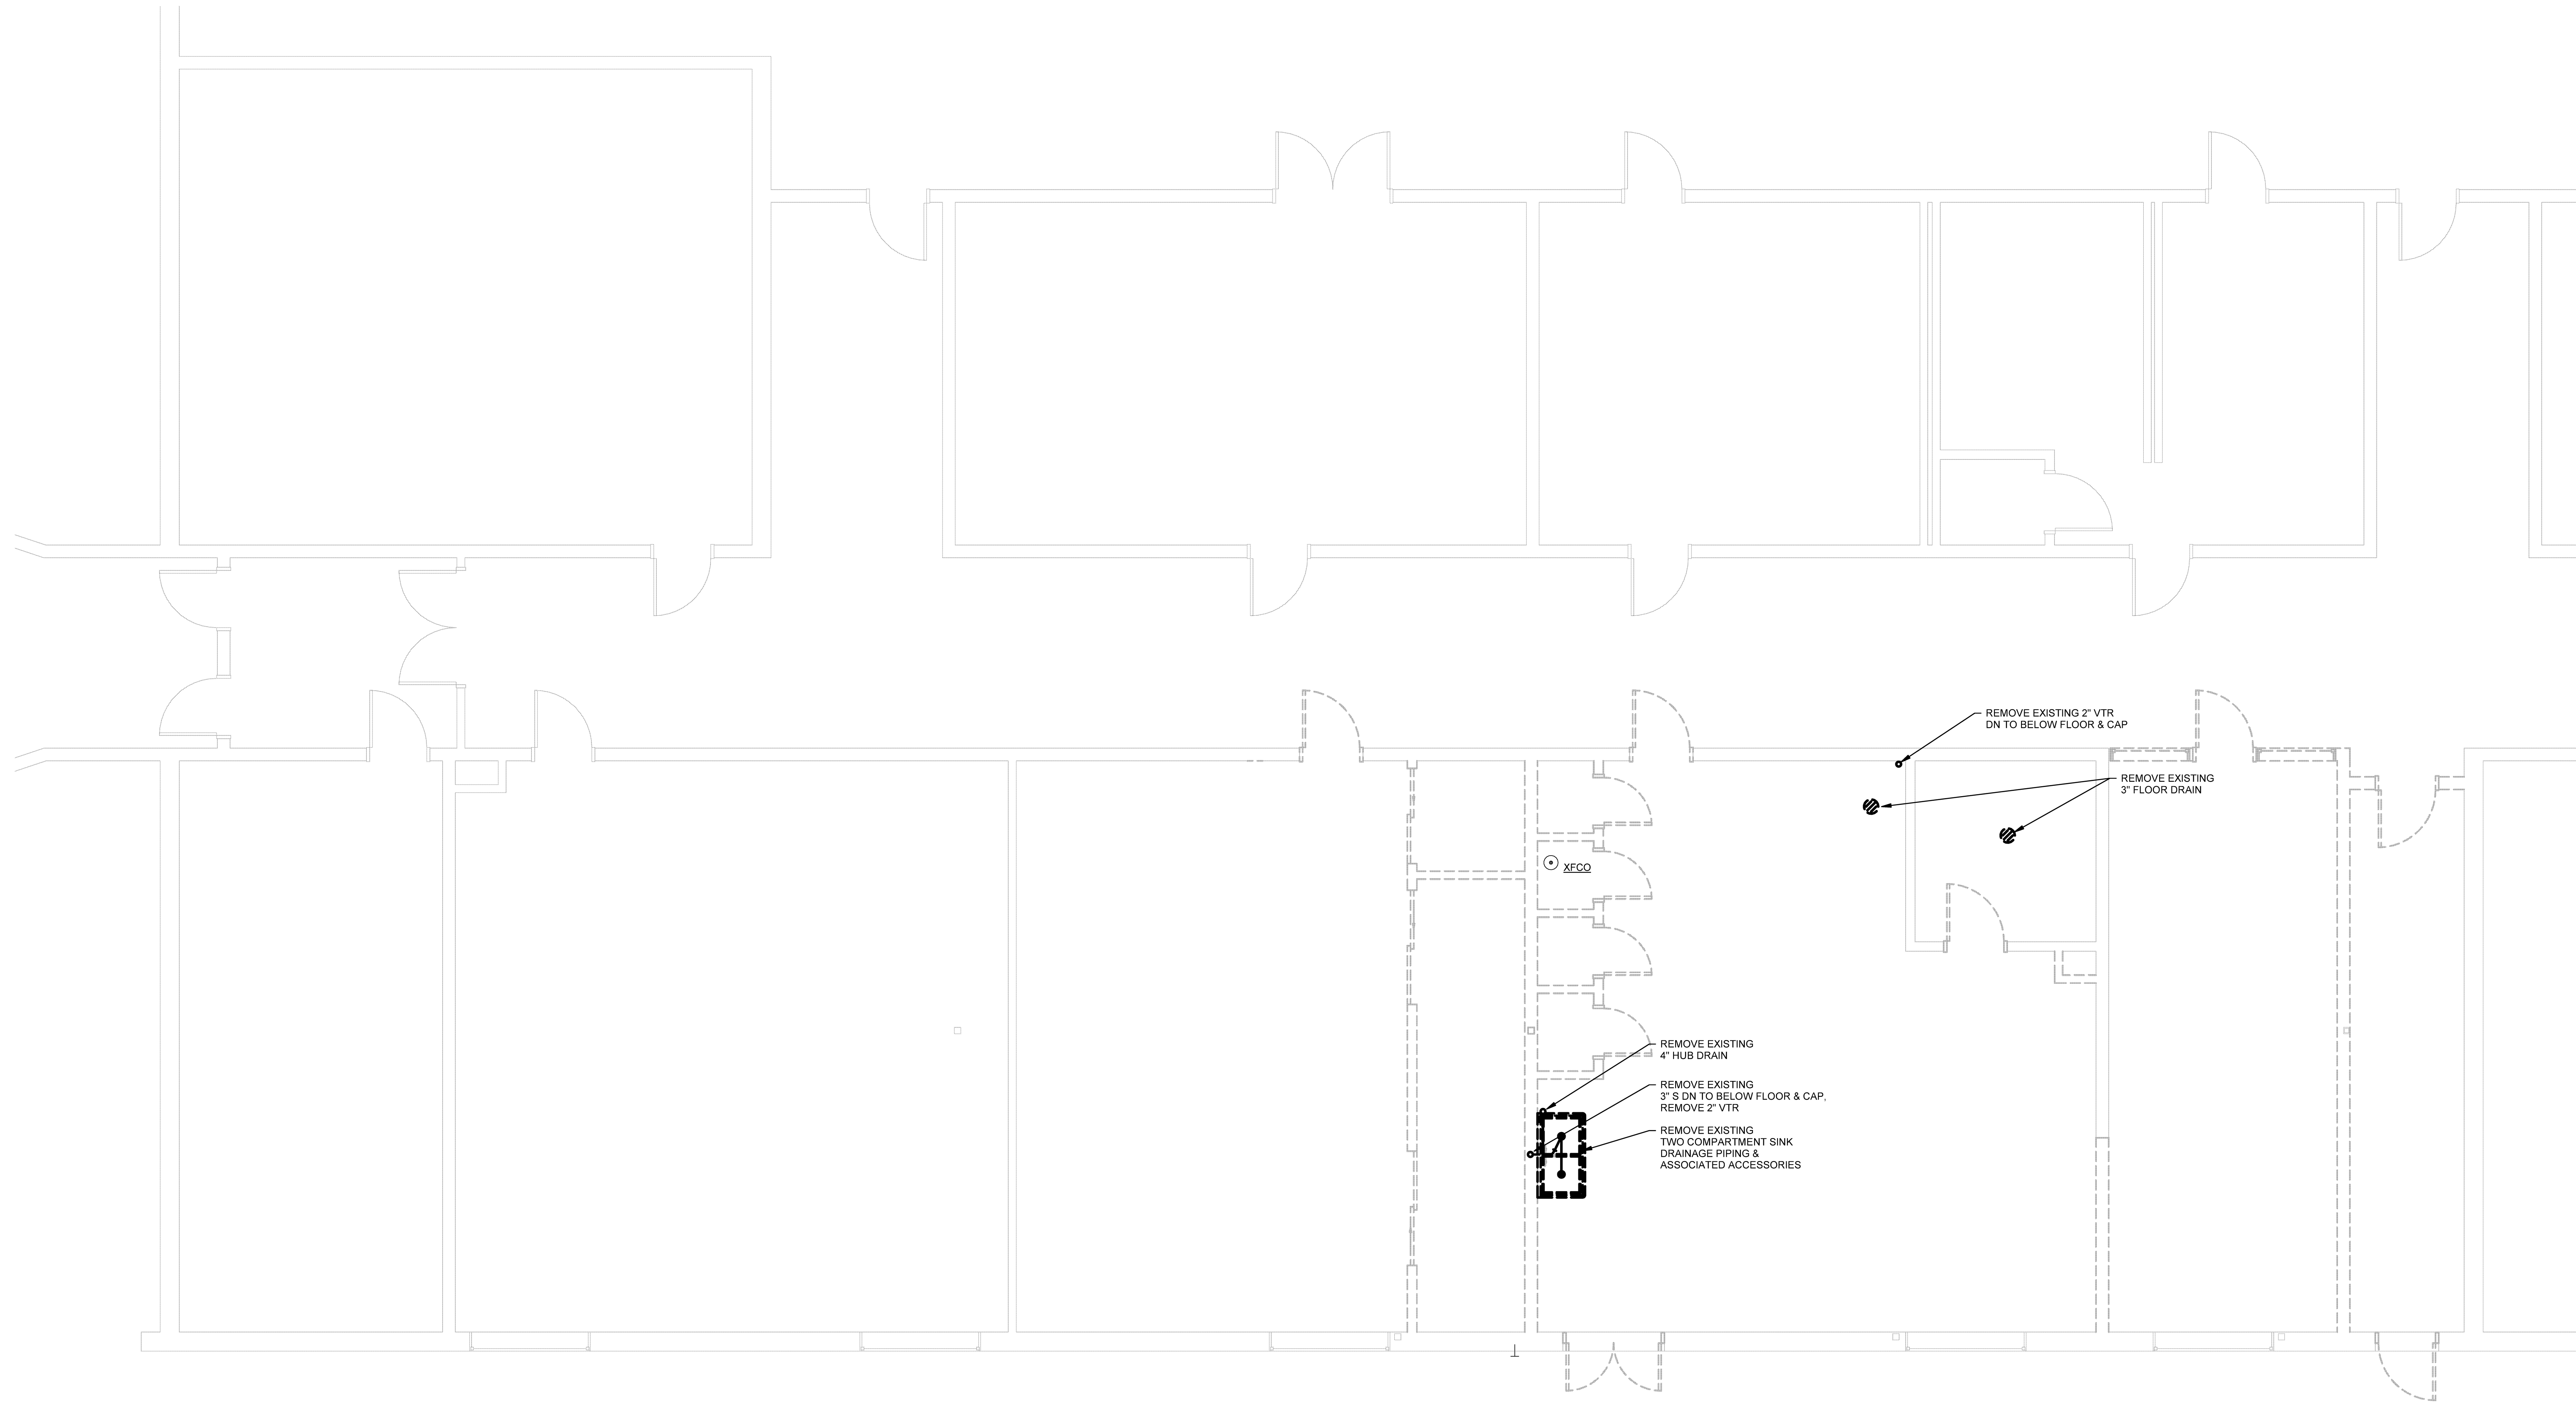 REMOVE EXISTING 2" VTR
DN TO BELOW FLOOR & CAP
REMOVE EXISTING
3" FLOOR DRAIN
XFCO
REMOVE EXISTING
4" HUB DRAIN
REMOVE EXISTING
3" S DN TO BELOW FLOOR & CAP,
REMOVE 2" VTR
REMOVE EXISTING
TWO COMPARTMENT SINK
DRAINAGE PIPING &
ASSOCIATED ACCESSORIES